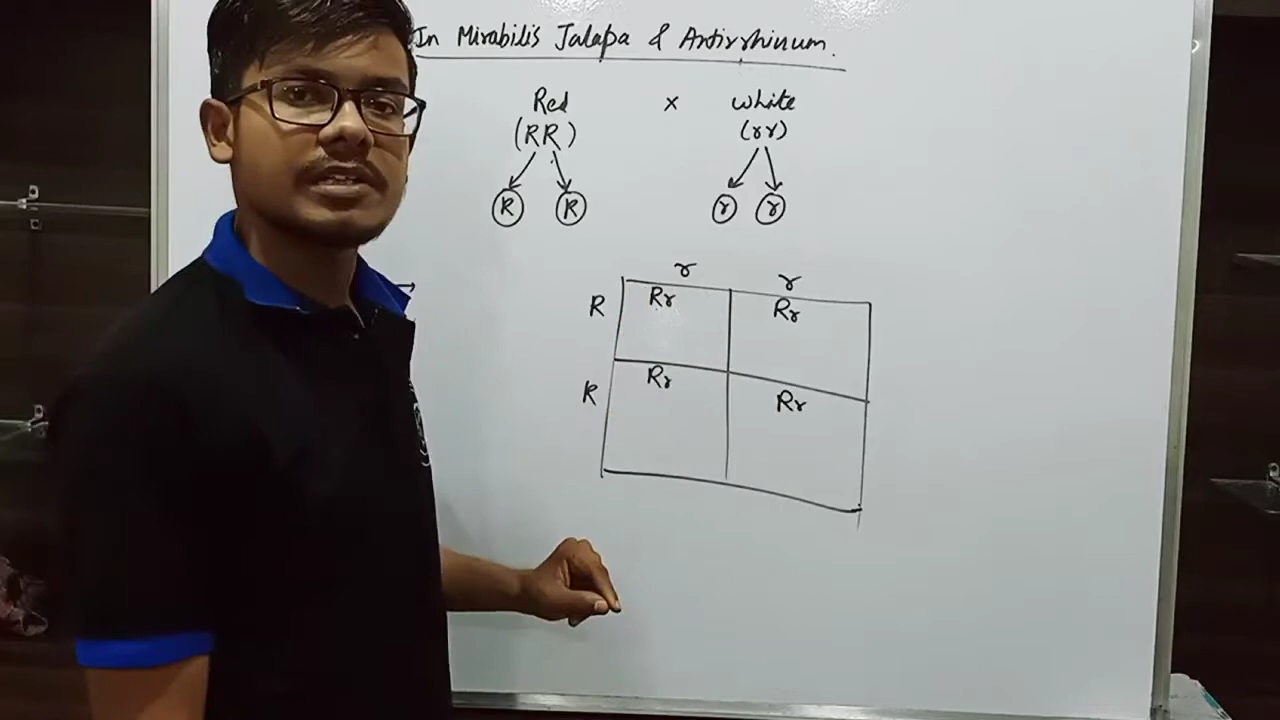 In Mirabilis Jalapa & Antirrhinum.
Red x white
(RR) (rr)
R R r r
r r
R Rr Rr
R Rr Rr